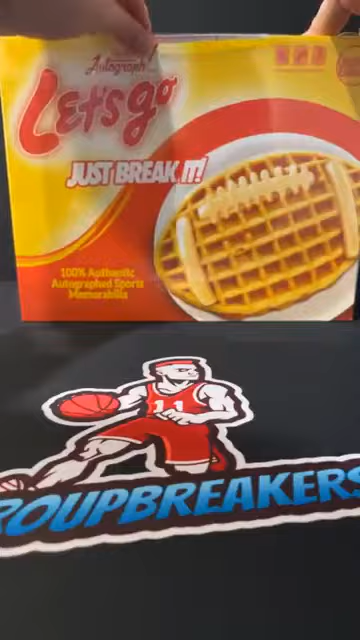 Autograph
Let's go
JUST BREAK IT!
100% Authentic
Autographed Sports
Memorabilia
11
ROUPBREAKERS